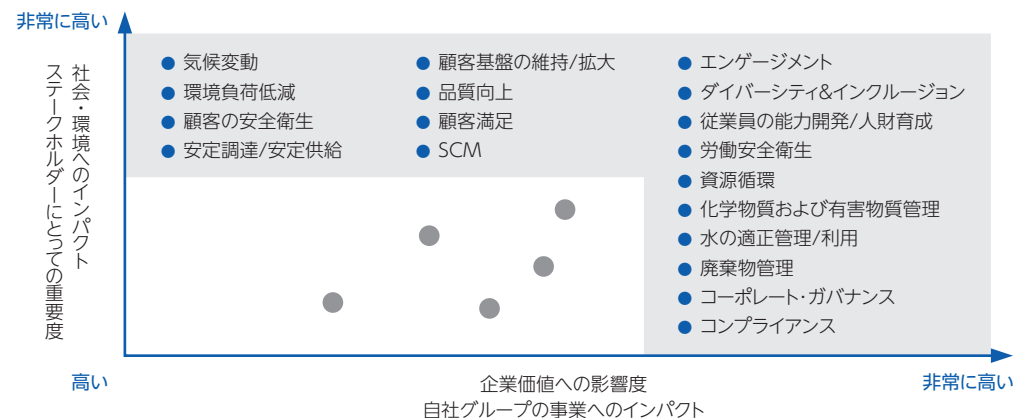 非常に高い
社会・環境へのインパクト
ステークホルダーにとっての重要度
● 気候変動
● 環境負荷低減
● 顧客の安全衛生
● 安定調達/安定供給
● 顧客基盤の維持/拡大
● 品質向上
● 顧客満足
● SCM
● エンゲージメント
● ダイバーシティ&インクルージョン
● 従業員の能力開発/人財育成
● 労働安全衛生
● 資源循環
● 化学物質および有害物質管理
● 水の適正管理/利用
● 廃棄物管理
● コーポレート・ガバナンス
● コンプライアンス
高い
企業価値への影響度
自社グループの事業へのインパクト
非常に高い